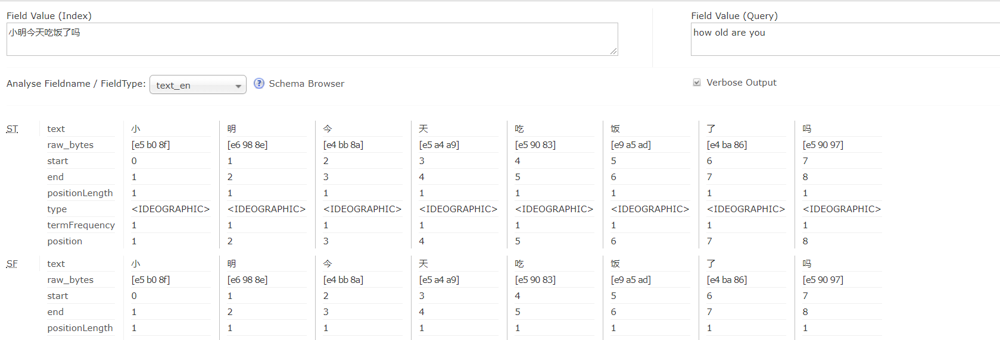 Field Value (Index) Field Value (Query)
小明今天吃饭了吗 how old are you
Analyse Fieldname / FieldType: text_en ? Schema Browser Verbose Output
ST text 小 明 今 天 吃 饭 了 吗
raw_bytes [e5 b0 8f] [e6 98 8e] [e4 bb 8a] [e5 a4 a9] [e5 90 83] [e9 a5 ad] [e4 ba 86] [e5 90 97]
start 0 1 2 3 4 5 6 7
end 1 2 3 4 5 6 7 8
positionLength 1 1 1 1 1 1 1 1
type <IDEOGRAPHIC> <IDEOGRAPHIC> <IDEOGRAPHIC> <IDEOGRAPHIC> <IDEOGRAPHIC> <IDEOGRAPHIC> <IDEOGRAPHIC> <IDEOGRAPHIC>
termFrequency 1 1 1 1 1 1 1 1
position 1 2 3 4 5 6 7 8
SF text 小 明 今 天 吃 饭 了 吗
raw_bytes [e5 b0 8f] [e6 98 8e] [e4 bb 8a] [e5 a4 a9] [e5 90 83] [e9 a5 ad] [e4 ba 86] [e5 90 97]
start 0 1 2 3 4 5 6 7
end 1 2 3 4 5 6 7 8
positionLength 1 1 1 1 1 1 1 1